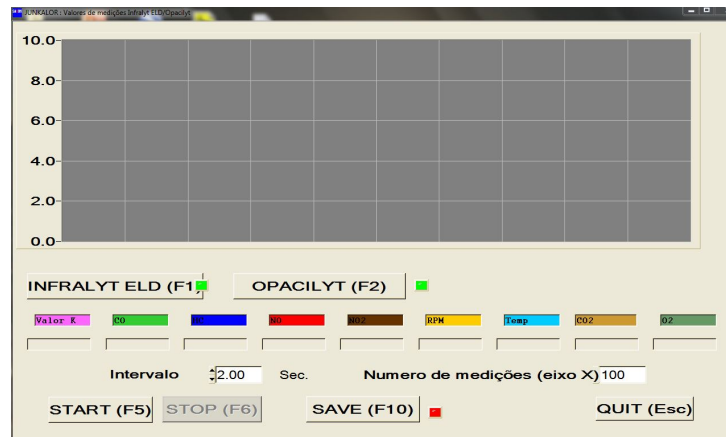 JUNKALOR : Valores de medições Infralyt ELD/Opacilyt
10.0
8.0
6.0
4.0
2.0
0.0
INFRALYT ELD (F1) OPACILYT (F2)
Valor K CO HC NO NO2 RPM Temp CO2 O2
Intervalo 2.00 Sec. Numero de medições (eixo X) 100
START (F5) STOP (F6) SAVE (F10) QUIT (Esc)